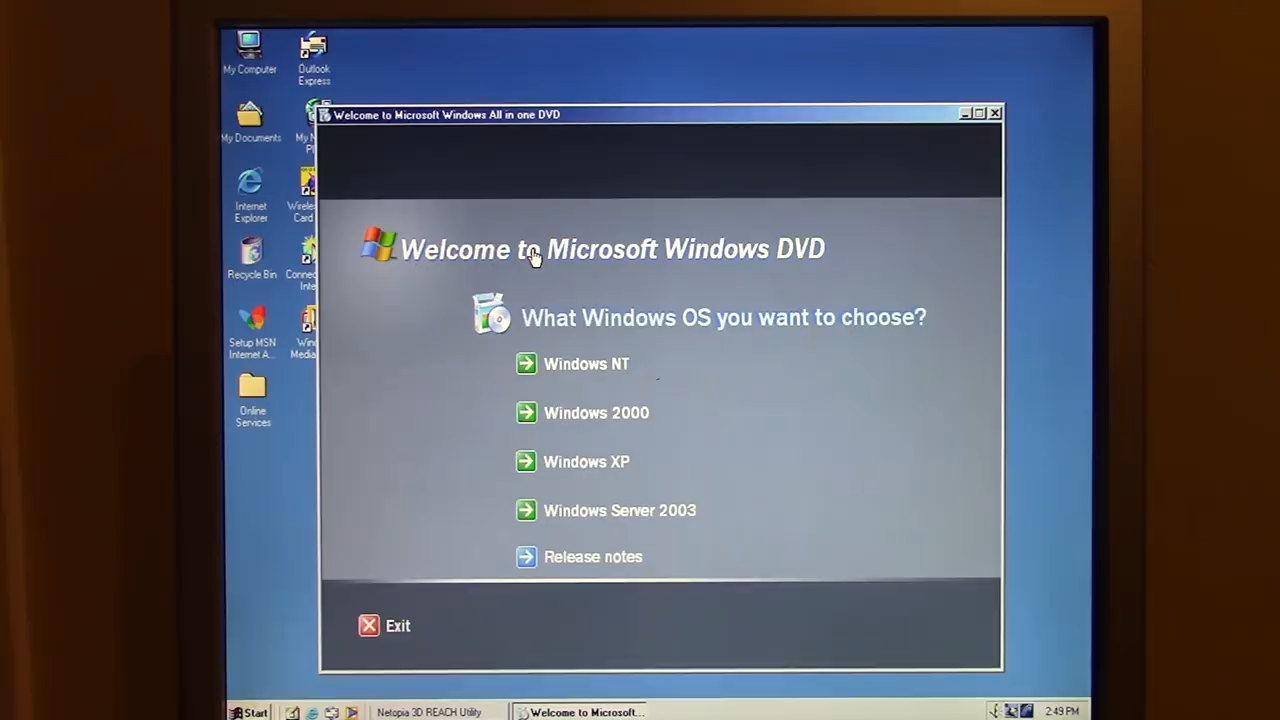 My Computer
Outlook
Express
Welcome to Microsoft Windows All in one DVD
My Documents
Internet
Explorer
Recycle Bin
Setup MSN
Internet A...
Online
Services
Card
Welcome to Microsoft Windows DVD
What Windows OS you want to choose?
Windows NT
Windows 2000
Windows XP
Windows Server 2003
Release notes
Exit
Start
Netopia 3D REACH Utility
Welcome to Microsoft...
2:49 PM